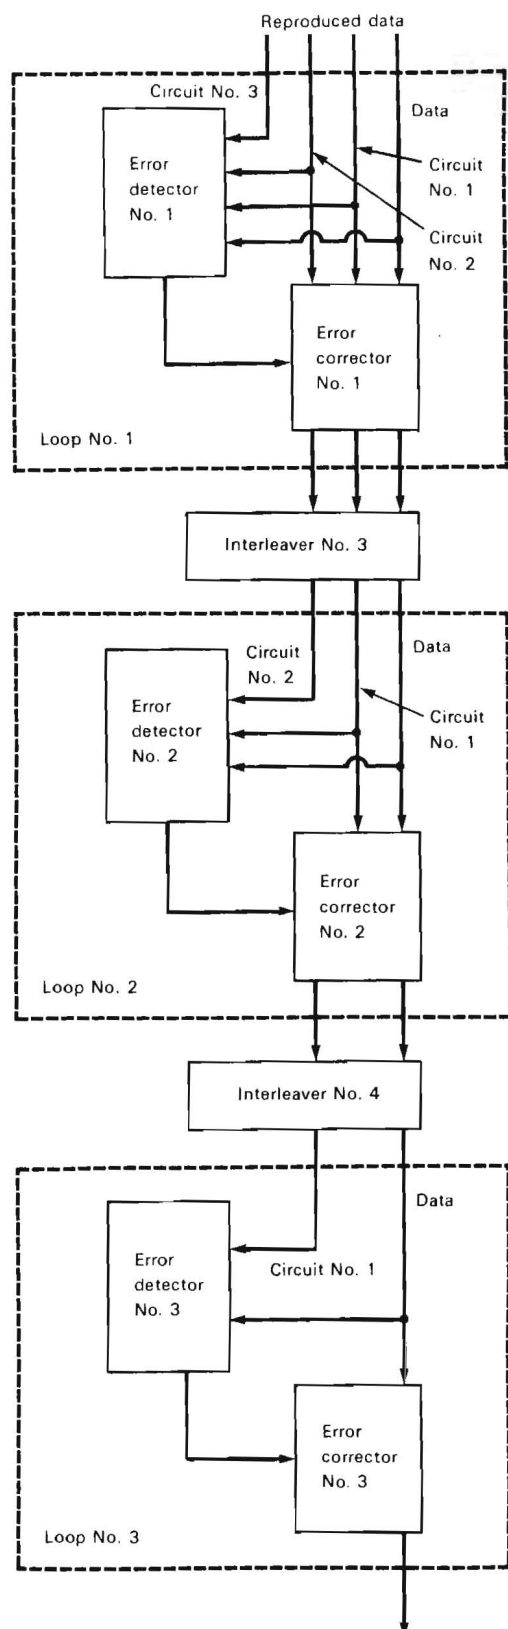 Reproduced data
Circuit No. 3
Data
Error
detector
No. 1
Circuit
No. 1
Circuit
No. 2
Error
corrector
No. 1
Loop No. 1
Interleaver No. 3
Circuit
No. 2
Data
Error
detector
No. 2
Circuit
No. 1
Error
corrector
No. 2
Loop No. 2
Interleaver No. 4
Data
Error
detector
No. 3
Circuit No. 1
Error
corrector
No. 3
Loop No. 3